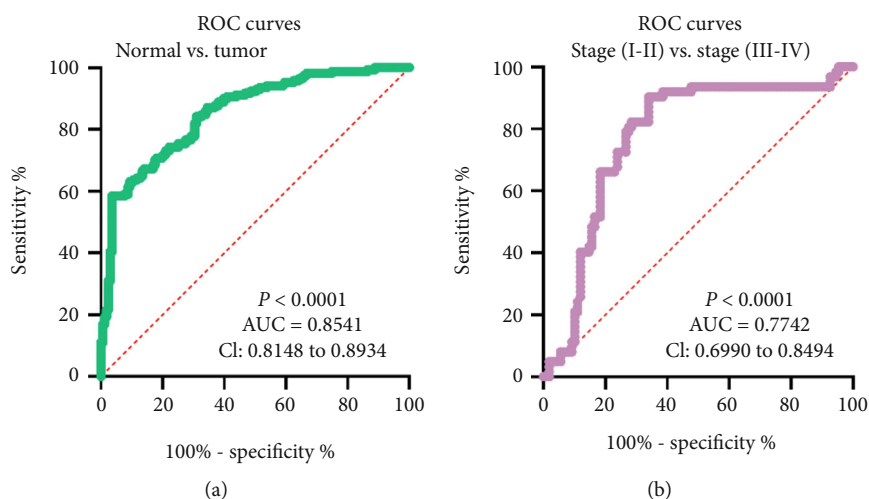 ROC curves
Normal vs. tumor
100
80
60
40
20
0
Sensitivity %
P < 0.0001
AUC = 0.8541
Cl: 0.8148 to 0.8934
0 20 40 60 80 100
100% - specificity %
(a)
ROC curves
Stage (I-II) vs. stage (III-IV)
100
80
60
40
20
0
Sensitivity %
P < 0.0001
AUC = 0.7742
Cl: 0.6990 to 0.8494
0 20 40 60 80 100
100% - specificity %
(b)